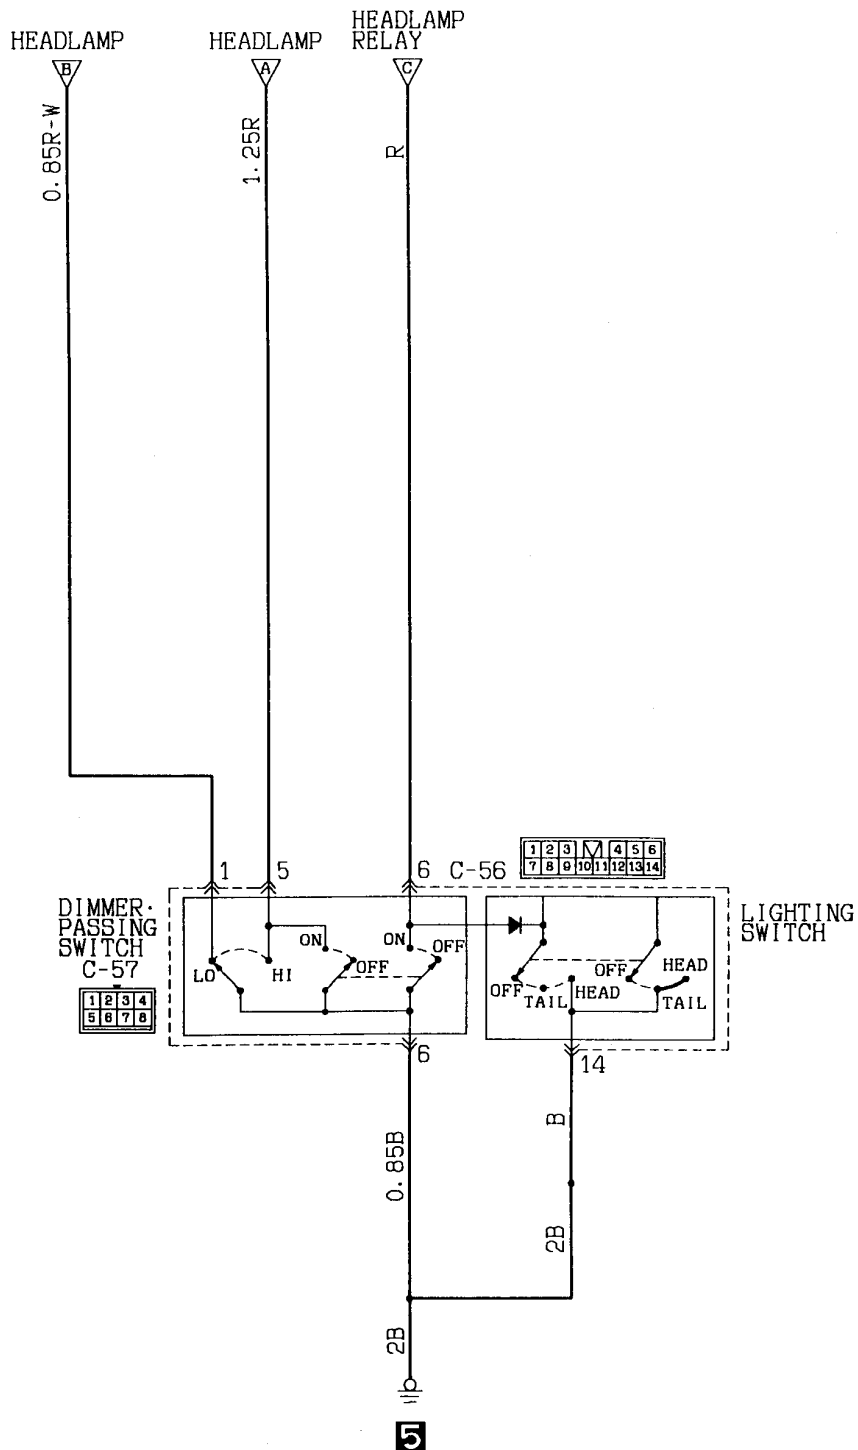 HEADLAMP
HEADLAMP
HEADLAMP
RELAY
B
A
C
0.85R-W
1.25R
R
1 2 3 4 5 6
7 8 9 10 11 12 13 14
1
5
6
C-56
DIMMER·
PASSING
SWITCH
C-57
1 2 3 4
5 6 7 8
LIGHTING
SWITCH
LO
HI
ON
OFF
ON
OFF
OFF
TAIL
HEAD
OFF
HEAD
TAIL
6
14
0.85B
B
2B
2B
5